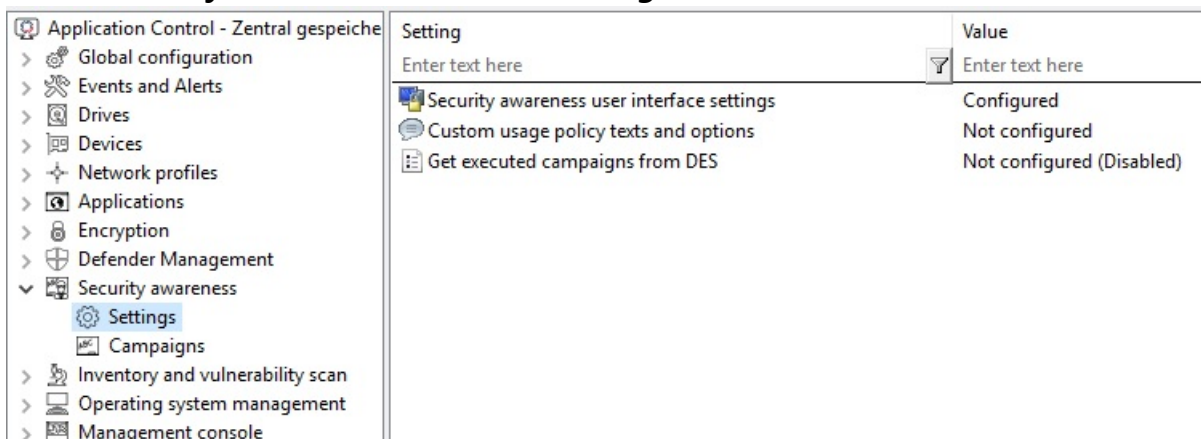 Application Control - Zentral gespeiche
Global configuration
Events and Alerts
Drives
Devices
Network profiles
Applications
Encryption
Defender Management
Security awareness
Settings
Campaigns
Inventory and vulnerability scan
Operating system management
Management console
Setting Value
Enter text here Enter text here
Security awareness user interface settings Configured
Custom usage policy texts and options Not configured
Get executed campaigns from DES Not configured (Disabled)